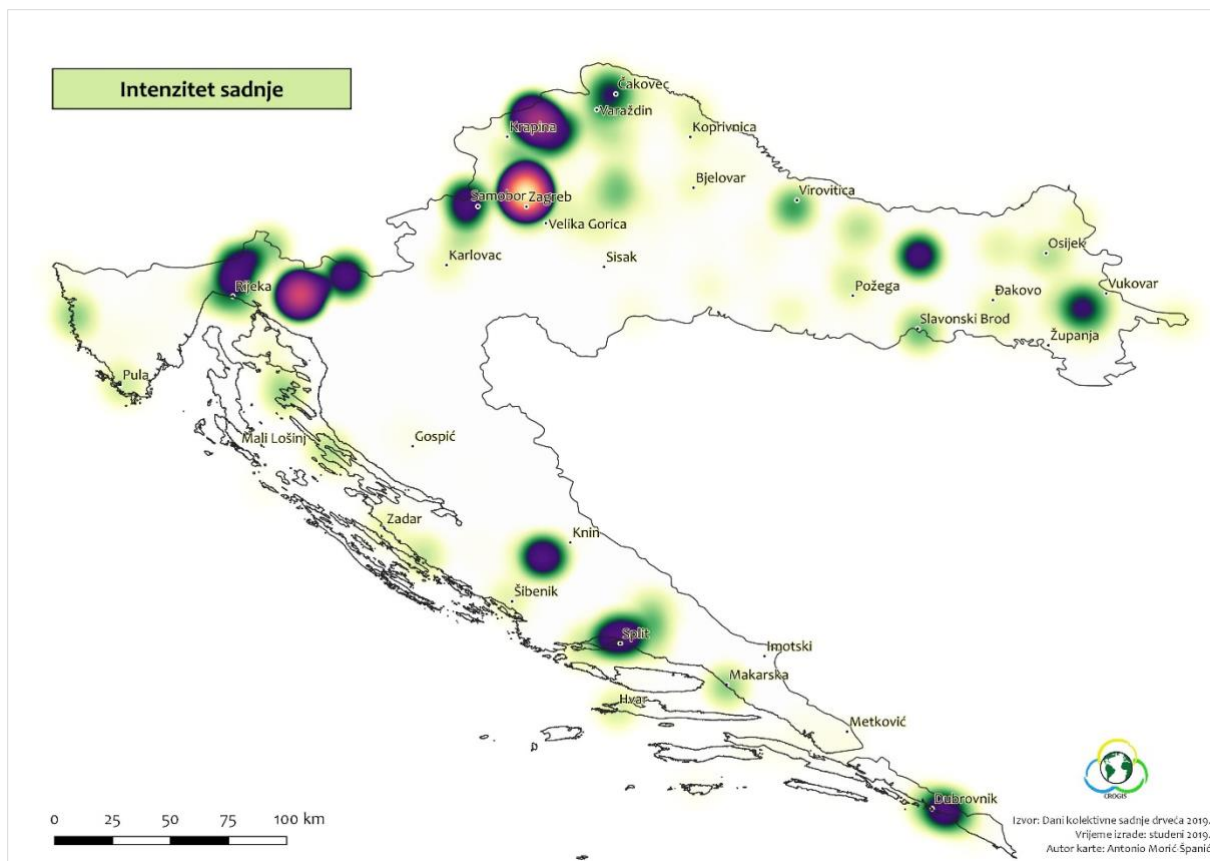 Intenzitet sadnje
Čakovec
Varaždin
Krapina
Koprivnica
Bjelovar
Samobor
Zagreb
Virovitica
Velika Gorica
Karlovac
Sisak
Osijek
Rijeka
Požega
Đakovo
Vukovar
Slavonski Brod
Županja
Pula
Mali Lošinj
Gospić
Zadar
Knin
Šibenik
Split
Imotski
Makarska
Hvar
Metković
Dubrovnik
CROGIS
0 25 50 75 100 km
Izvor: Dani kolektivne sadnje drveća 2019.
Vrijeme izrade: studeni 2019.
Autor karte: Antonio Morić-Španić